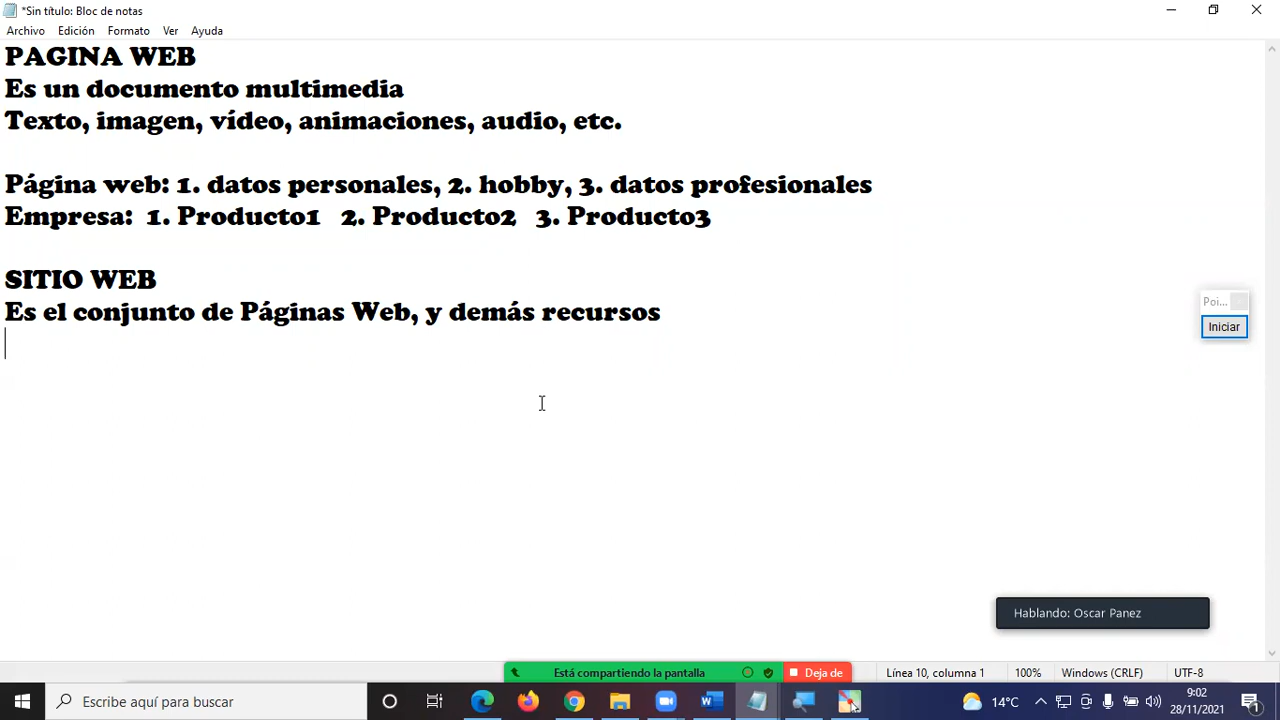 *Sin título: Bloc de notas
Archivo Edición Formato Ver Ayuda
PAGINA WEB
Es un documento multimedia
Texto, imagen, vídeo, animaciones, audio, etc.
Página web: 1. datos personales, 2. hobby, 3. datos profesionales
Empresa: 1. Producto1 2. Producto2 3. Producto3
SITIO WEB
Es el conjunto de Páginas Web, y demás recursos
Poi...
Iniciar
Hablando: Oscar Panez
Está compartiendo la pantalla Deja de
Línea 10, columna 1 100% Windows (CRLF) UTF-8
Escribe aquí para buscar
14°C
9:02
28/11/2021
1